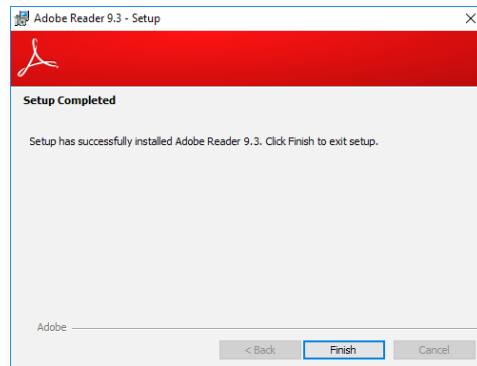 Adobe Reader 9.3 - Setup
Setup Completed
Setup has successfully installed Adobe Reader 9.3. Click Finish to exit setup.
Adobe
< Back Finish Cancel